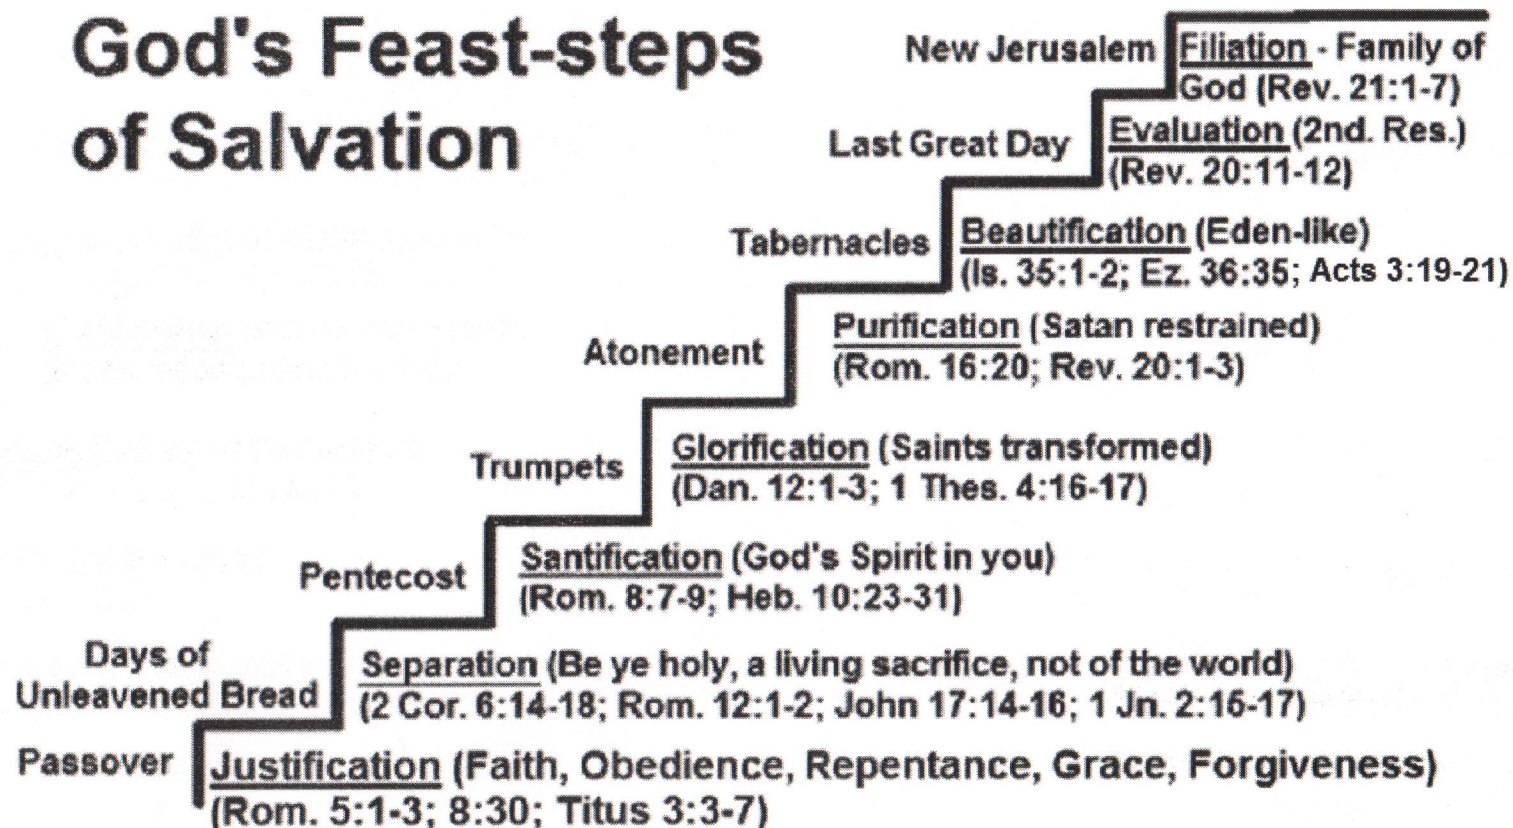 God's Feast-steps
of Salvation
New Jerusalem
Filiation - Family of
God (Rev. 21:1-7)
Last Great Day
Evaluation (2nd. Res.)
(Rev. 20:11-12)
Tabernacles
Beautification (Eden-like)
(Is. 35:1-2; Ez. 36:35; Acts 3:19-21)
Atonement
Purification (Satan restrained)
(Rom. 16:20; Rev. 20:1-3)
Trumpets
Glorification (Saints transformed)
(Dan. 12:1-3; 1 Thes. 4:16-17)
Pentecost
Santification (God's Spirit in you)
(Rom. 8:7-9; Heb. 10:23-31)
Days of
Unleavened Bread
Separation (Be ye holy, a living sacrifice, not of the world)
(2 Cor. 6:14-18; Rom. 12:1-2; John 17:14-16; 1 Jn. 2:15-17)
Passover
Justification (Faith, Obedience, Repentance, Grace, Forgiveness)
(Rom. 5:1-3; 8:30; Titus 3:3-7)